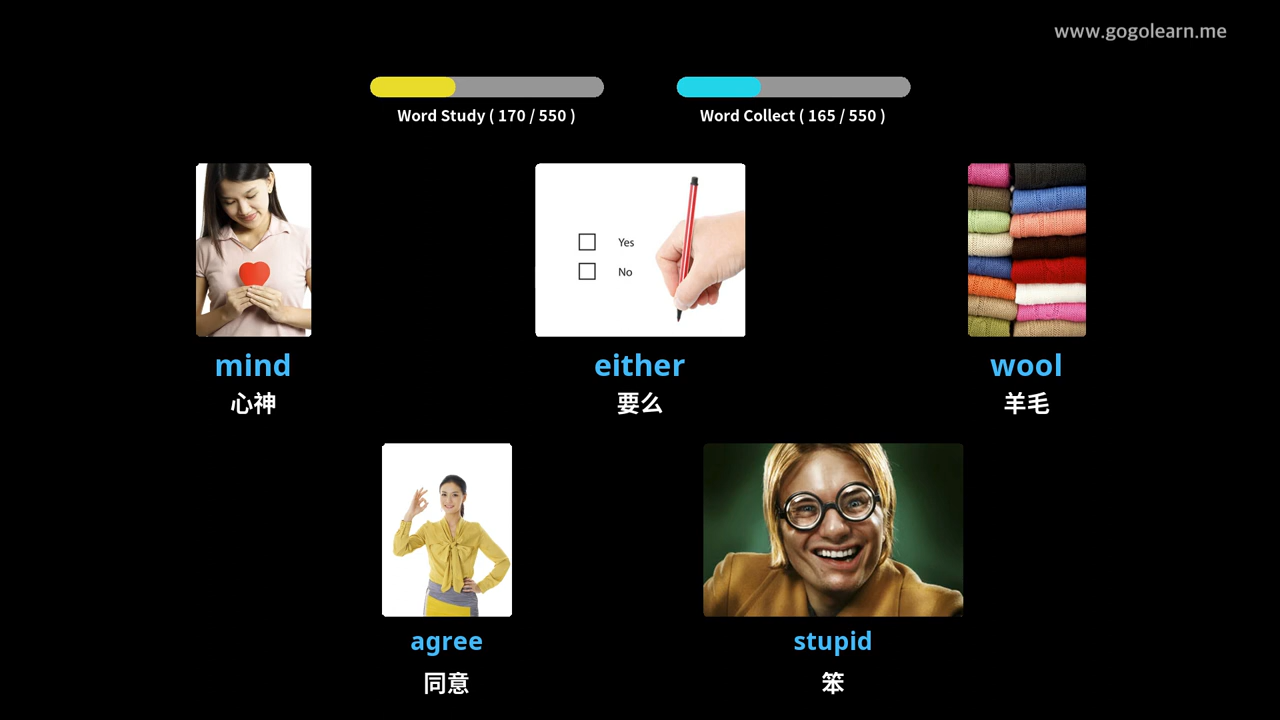 www.gogolearn.me
Word Study ( 170 / 550 )
Word Collect ( 165 / 550 )
Yes
No
mind
心神
either
要么
wool
羊毛
agree
同意
stupid
笨